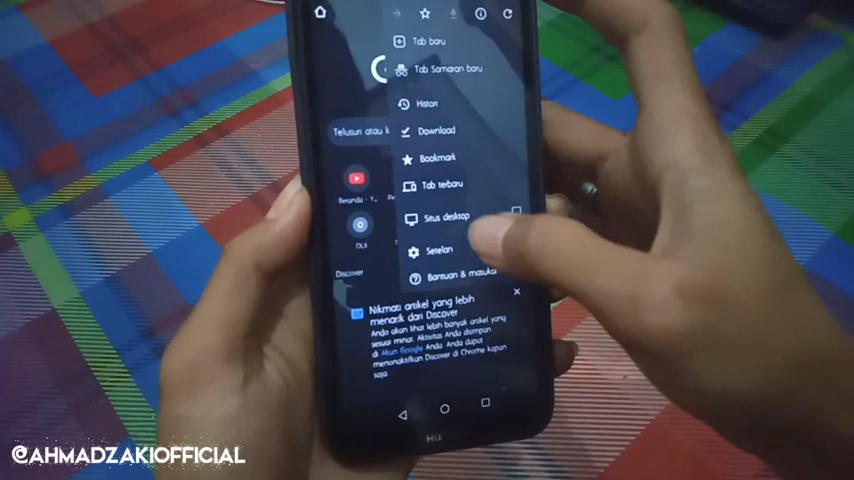 Tab baru
Tab Samaran baru
Histori
Download
Telusuri atau k
Bookmark
Tab terbaru
Beranda - Y...
Situs desktop
OLX
Setelan
Discover
Bantuan & masuka
Nikmati artikel yang lebih
menarik dari Discover
Anda akan lihat lebih banyak artikel yang
sesuai minat. Aktivitas Anda disimpan
di Akun Google Anda. Anda dapat
menonaktifkan Discover di Chrome kapan
saja.
@AHMADZAKIOFFICIAL